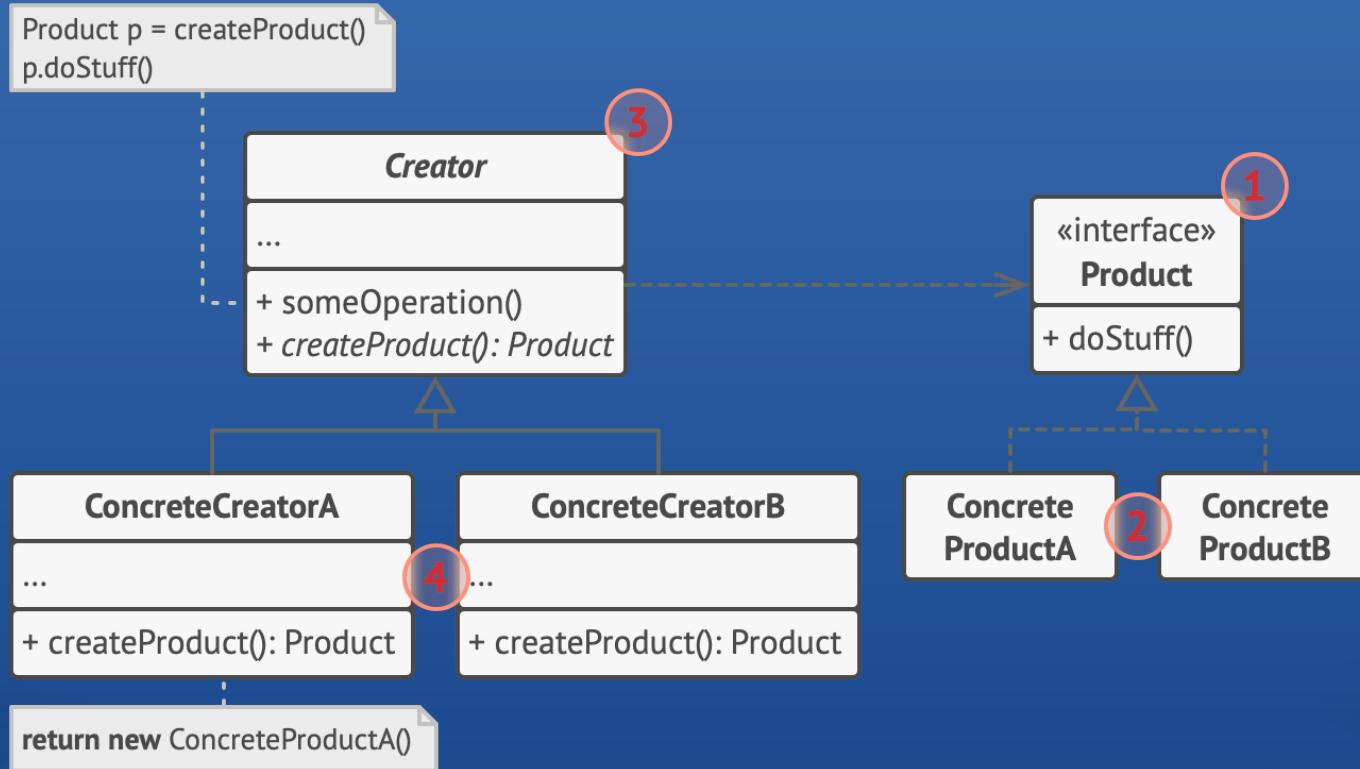 Product p = createProduct()
p.doStuff()
3
Creator
...
+ someOperation()
+ createProduct(): Product
1
«interface»
Product
+ doStuff()
ConcreteCreatorA
...
+ createProduct(): Product
4
ConcreteCreatorB
...
+ createProduct(): Product
Concrete
ProductA
2
Concrete
ProductB
return new ConcreteProductA()